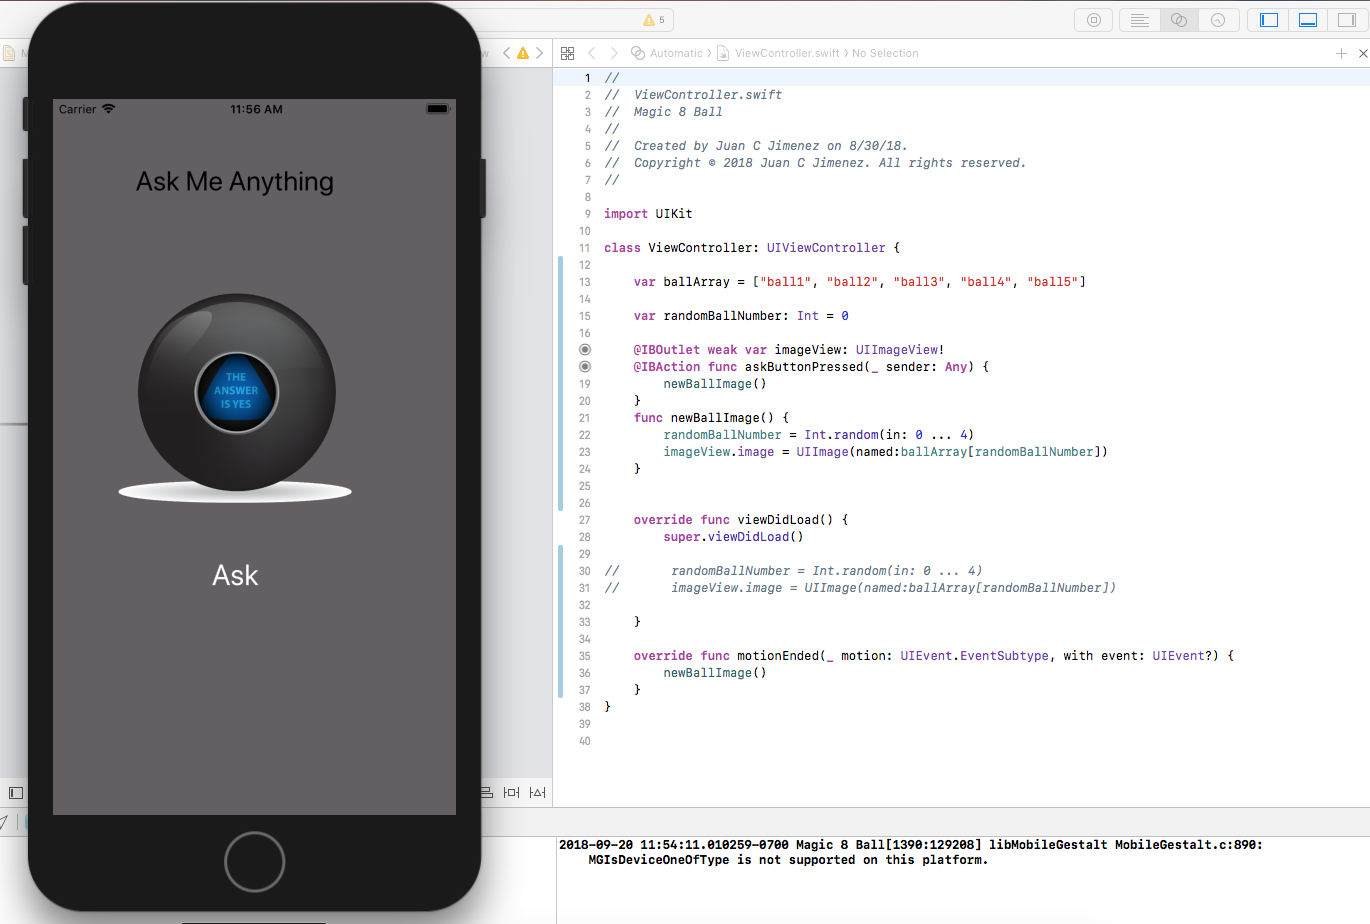 5
Automatic › ViewController.swift › No Selection
Carrier 11:56 AM
Ask Me Anything
THE
ANSWER
IS YES
Ask
1 //
2 //  ViewController.swift
3 //  Magic 8 Ball
4 //
5 //  Created by Juan C Jimenez on 8/30/18.
6 //  Copyright © 2018 Juan C Jimenez. All rights reserved.
7 //
8
9 import UIKit
10
11 class ViewController: UIViewController {
12
13     var ballArray = ["ball1", "ball2", "ball3", "ball4", "ball5"]
14
15     var randomBallNumber: Int = 0
16
@IBOutlet weak var imageView: UIImageView!
@IBAction func askButtonPressed(_ sender: Any) {
19         newBallImage()
20     }
21     func newBallImage() {
22         randomBallNumber = Int.random(in: 0 ... 4)
23         imageView.image = UIImage(named:ballArray[randomBallNumber])
24     }
25
26
27     override func viewDidLoad() {
28         super.viewDidLoad()
29
30 //       randomBallNumber = Int.random(in: 0 ... 4)
31 //       imageView.image = UIImage(named:ballArray[randomBallNumber])
32
33     }
34
35     override func motionEnded(_ motion: UIEvent.EventSubtype, with event: UIEvent?) {
36         newBallImage()
37     }
38 }
39
40
2018-09-20 11:54:11.010259-0700 Magic 8 Ball[1390:129208] libMobileGestalt MobileGestalt.c:890:
MGIsDeviceOneOfType is not supported on this platform.